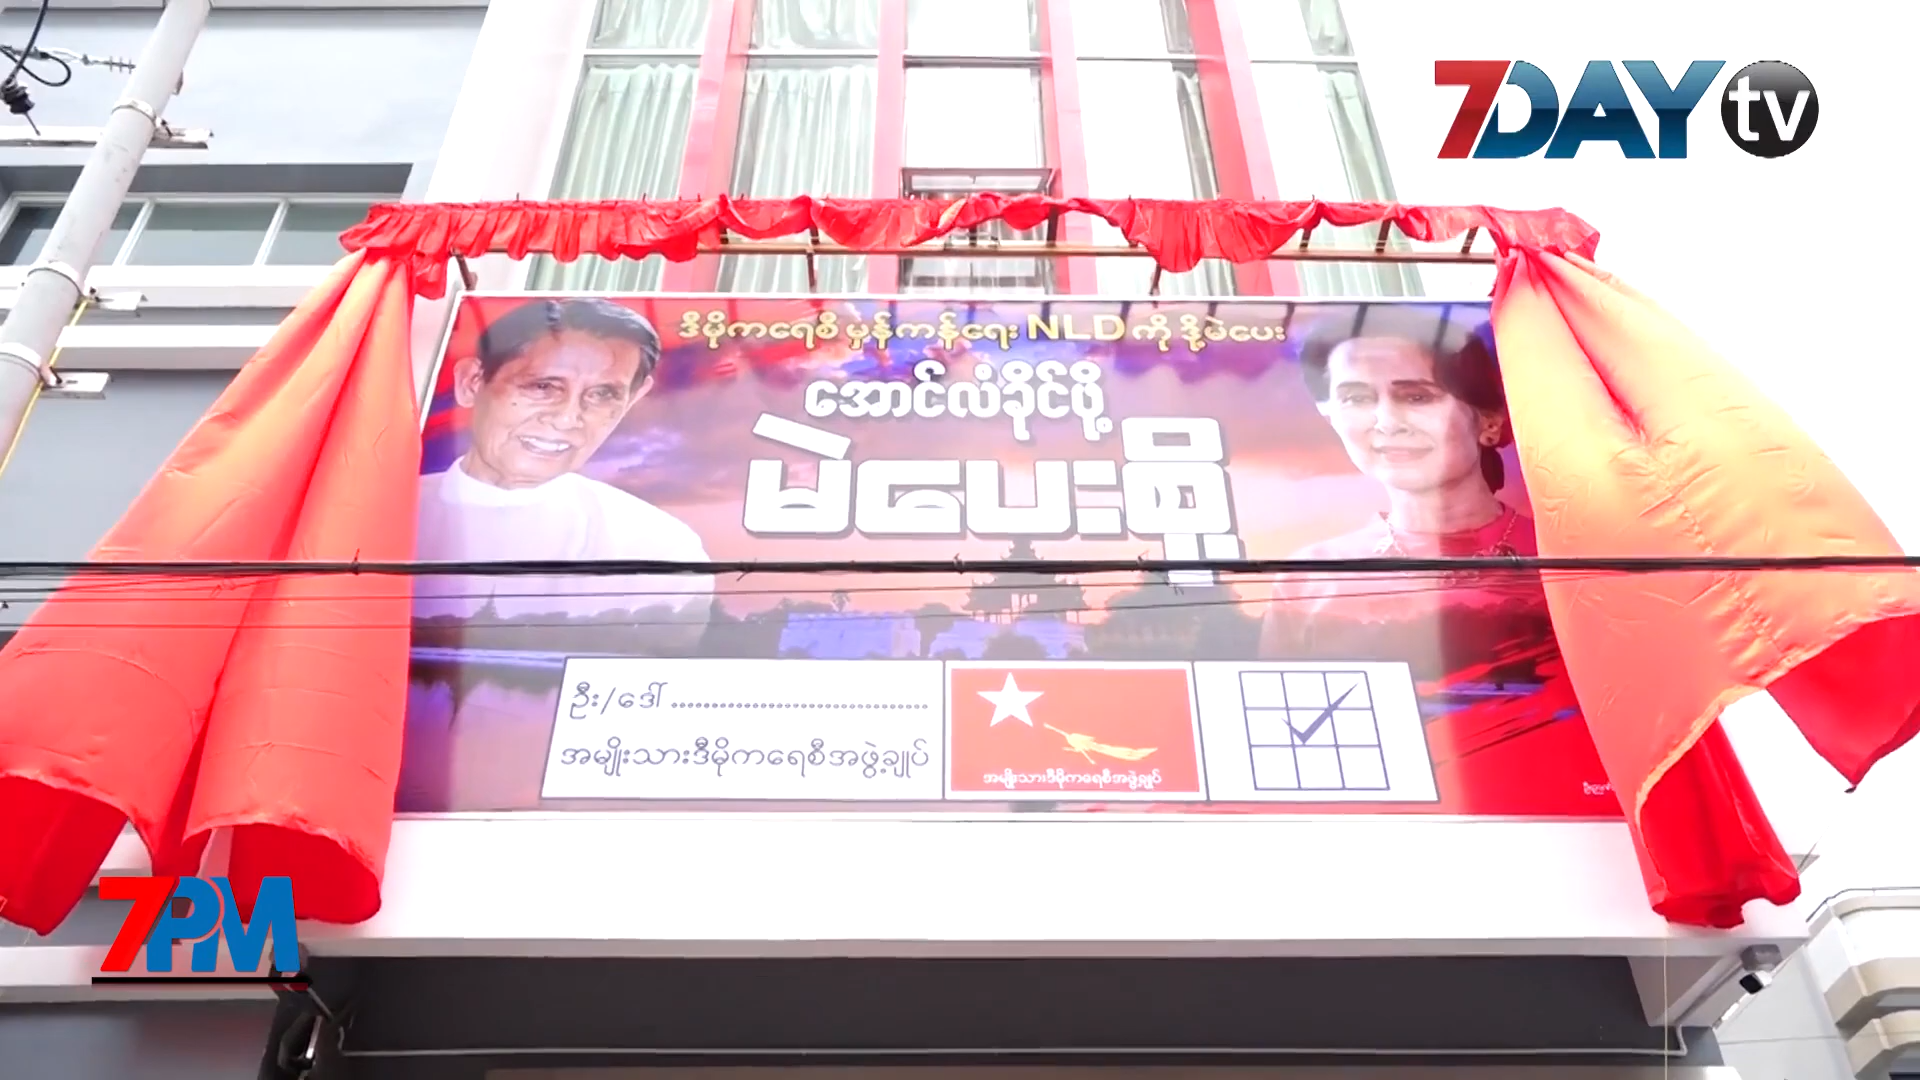 7DAY tv
ဒီမိုကရေစီ မှန်ကန်ရေး NLD ကို ဒို့မဲပေး
အောင်လံခိုင်ဖို့
မဲပေးစို့
ဦး/ဒေါ် ................................
အမျိုးသားဒီမိုကရေစီအဖွဲ့ချုပ်
အမျိုးသားဒီမိုကရေစီအဖွဲ့ချုပ်
7PM